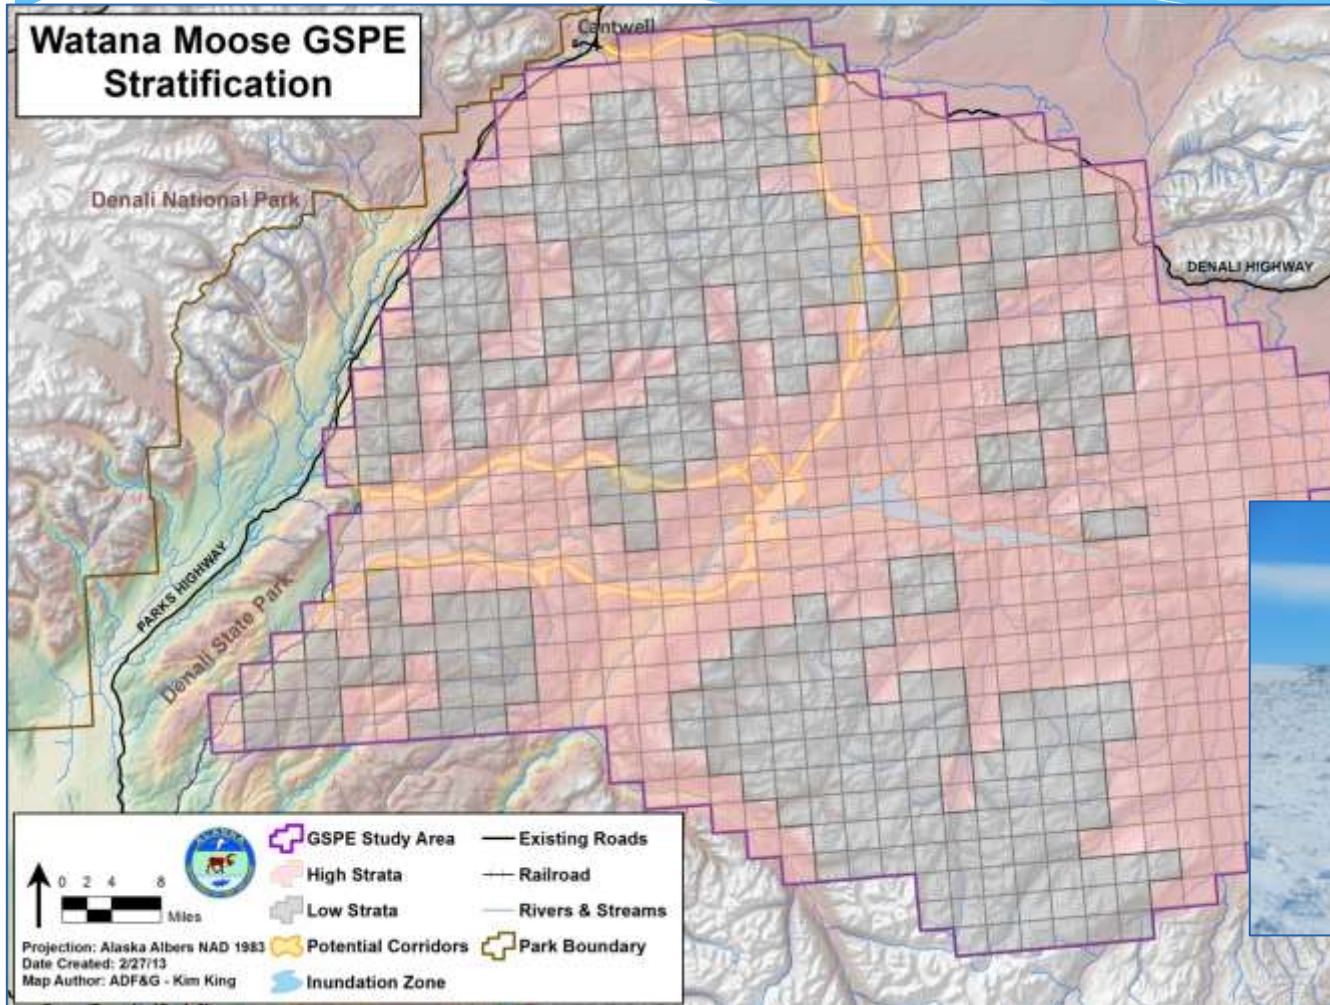 Watana Moose GSPE
Stratification
Cantwell
Denali National Park
DENALI HIGHWAY
PARKS HIGHWAY
Denali State Park
ALASKA
0 2 4 8
Miles
Projection: Alaska Albers NAD 1983
Date Created: 2/27/13
Map Author: ADF&G - Kim King
GSPE Study Area
High Strata
Low Strata
Potential Corridors
Inundation Zone
Existing Roads
Railroad
Rivers & Streams
Park Boundary